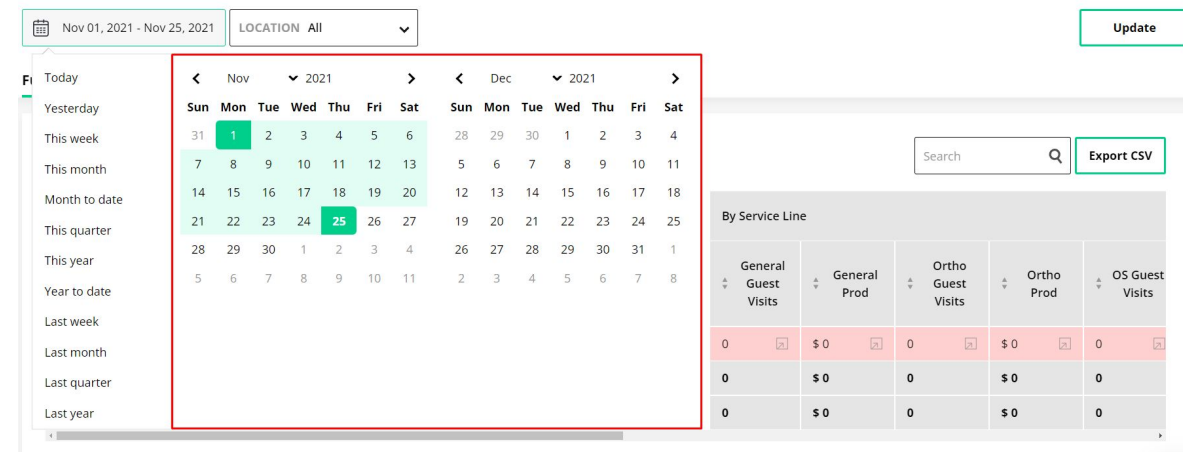 Nov 01, 2021 - Nov 25, 2021 LOCATION All Update
Today
Yesterday
This week
This month
Month to date
This quarter
This year
Year to date
Last week
Last month
Last quarter
Last year
Nov 2021
Sun Mon Tue Wed Thu Fri Sat
31 1 2 3 4 5 6
7 8 9 10 11 12 13
14 15 16 17 18 19 20
21 22 23 24 25 26 27
28 29 30 1 2 3 4
5 6 7 8 9 10 11
Dec 2021
Sun Mon Tue Wed Thu Fri Sat
28 29 30 1 2 3 4
5 6 7 8 9 10 11
12 13 14 15 16 17 18
19 20 21 22 23 24 25
26 27 28 29 30 31 1
2 3 4 5 6 7 8
Search Export CSV
By Service Line
General Guest Visits General Prod Ortho Guest Visits Ortho Prod OS Guest Visits
0 $ 0 0 $ 0 0
0 $ 0 0 $ 0 0
0 $ 0 0 $ 0 0